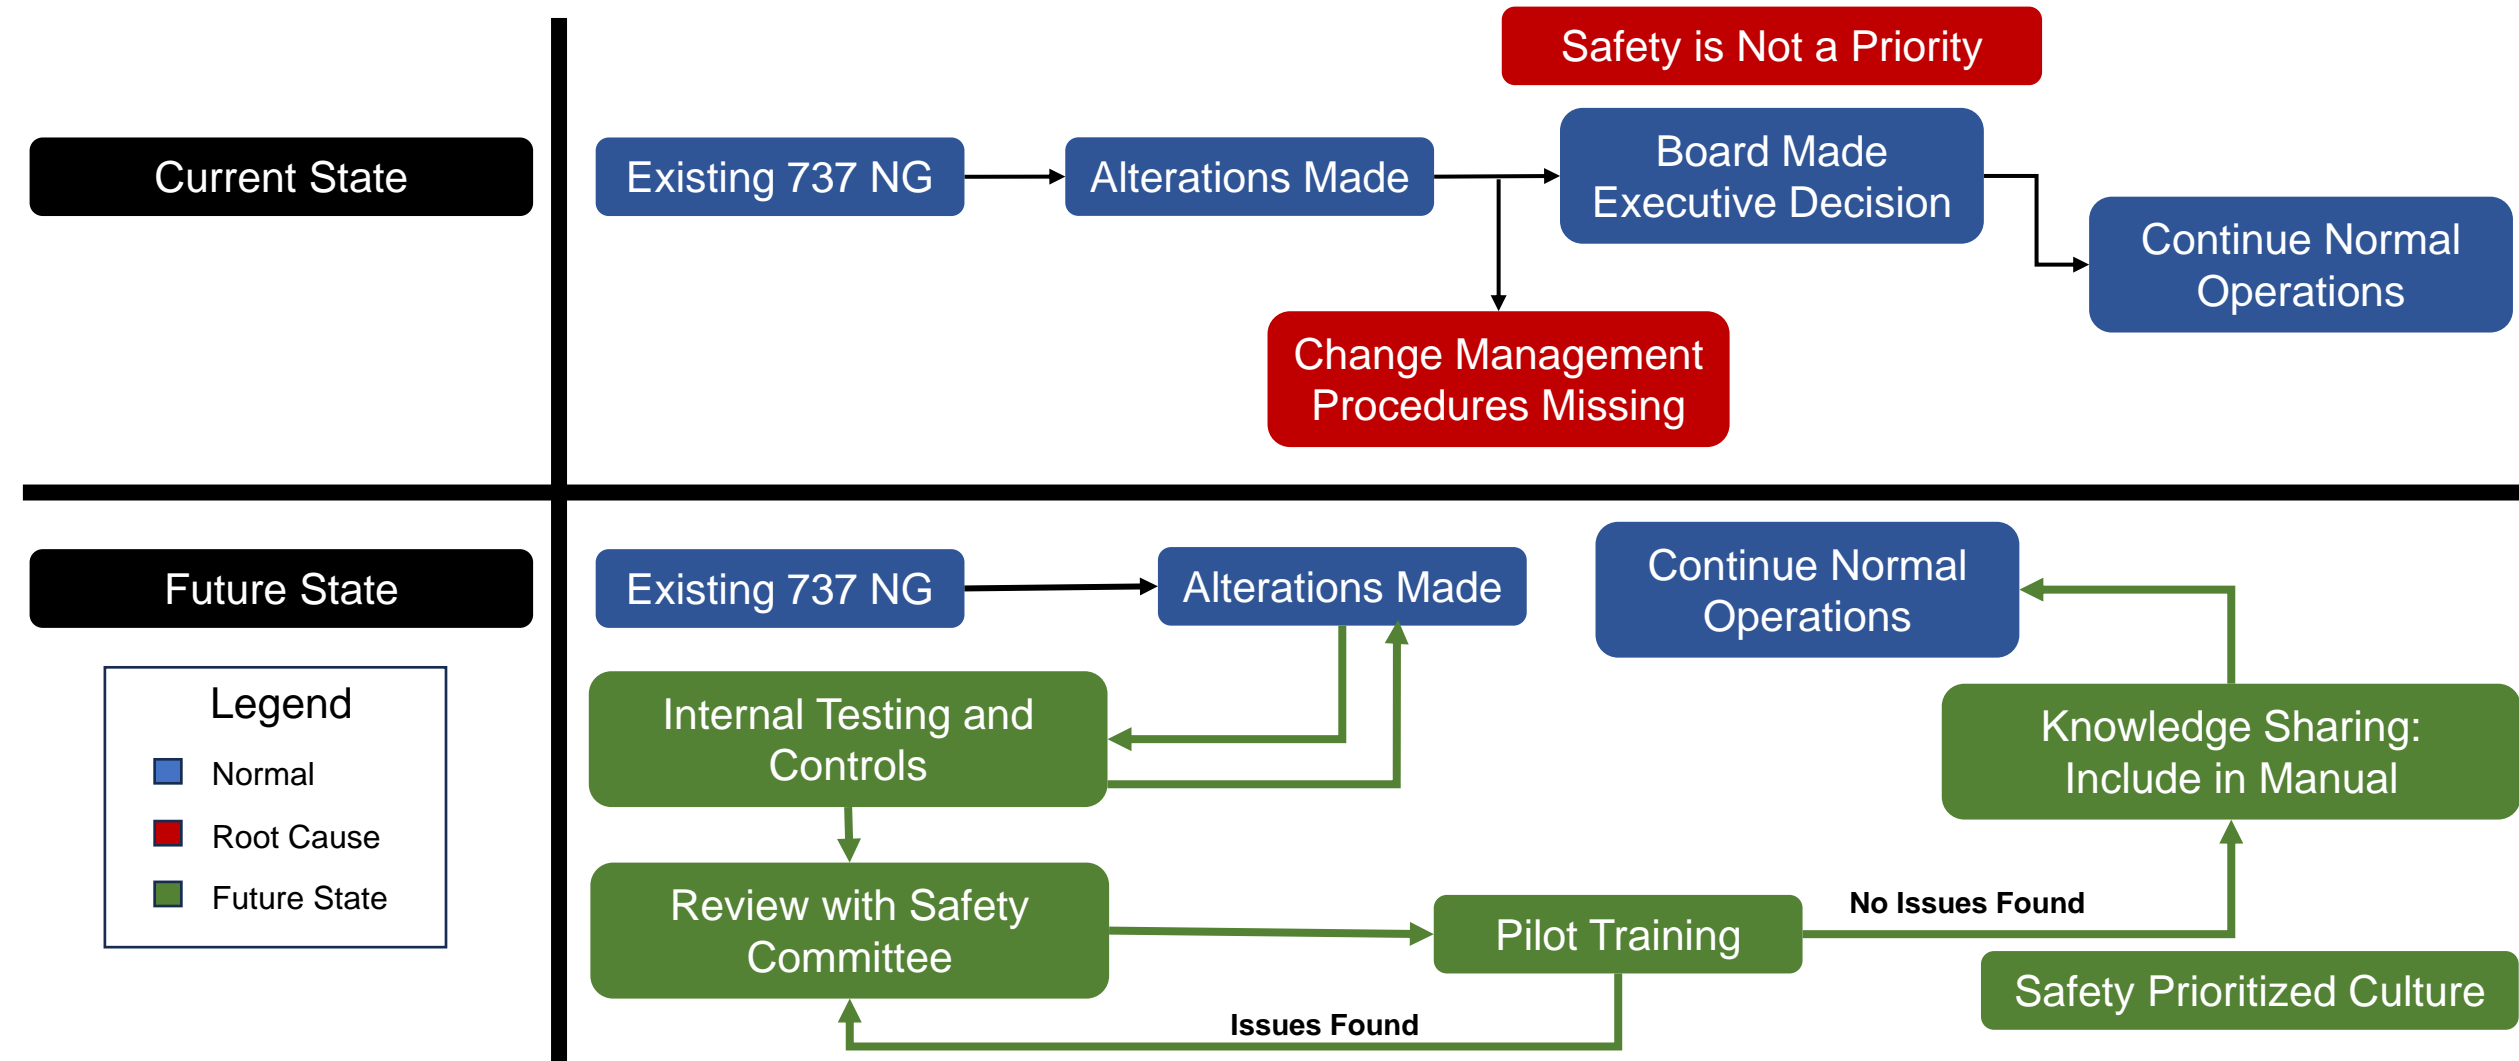 Safety is Not a Priority
Current State
Existing 737 NG
Alterations Made
Board Made
Executive Decision
Continue Normal
Operations
Change Management
Procedures Missing
Future State
Existing 737 NG
Alterations Made
Continue Normal
Operations
Legend
Normal
Root Cause
Future State
Internal Testing and
Controls
Knowledge Sharing:
Include in Manual
Review with Safety
Committee
Pilot Training
No Issues Found
Safety Prioritized Culture
Issues Found